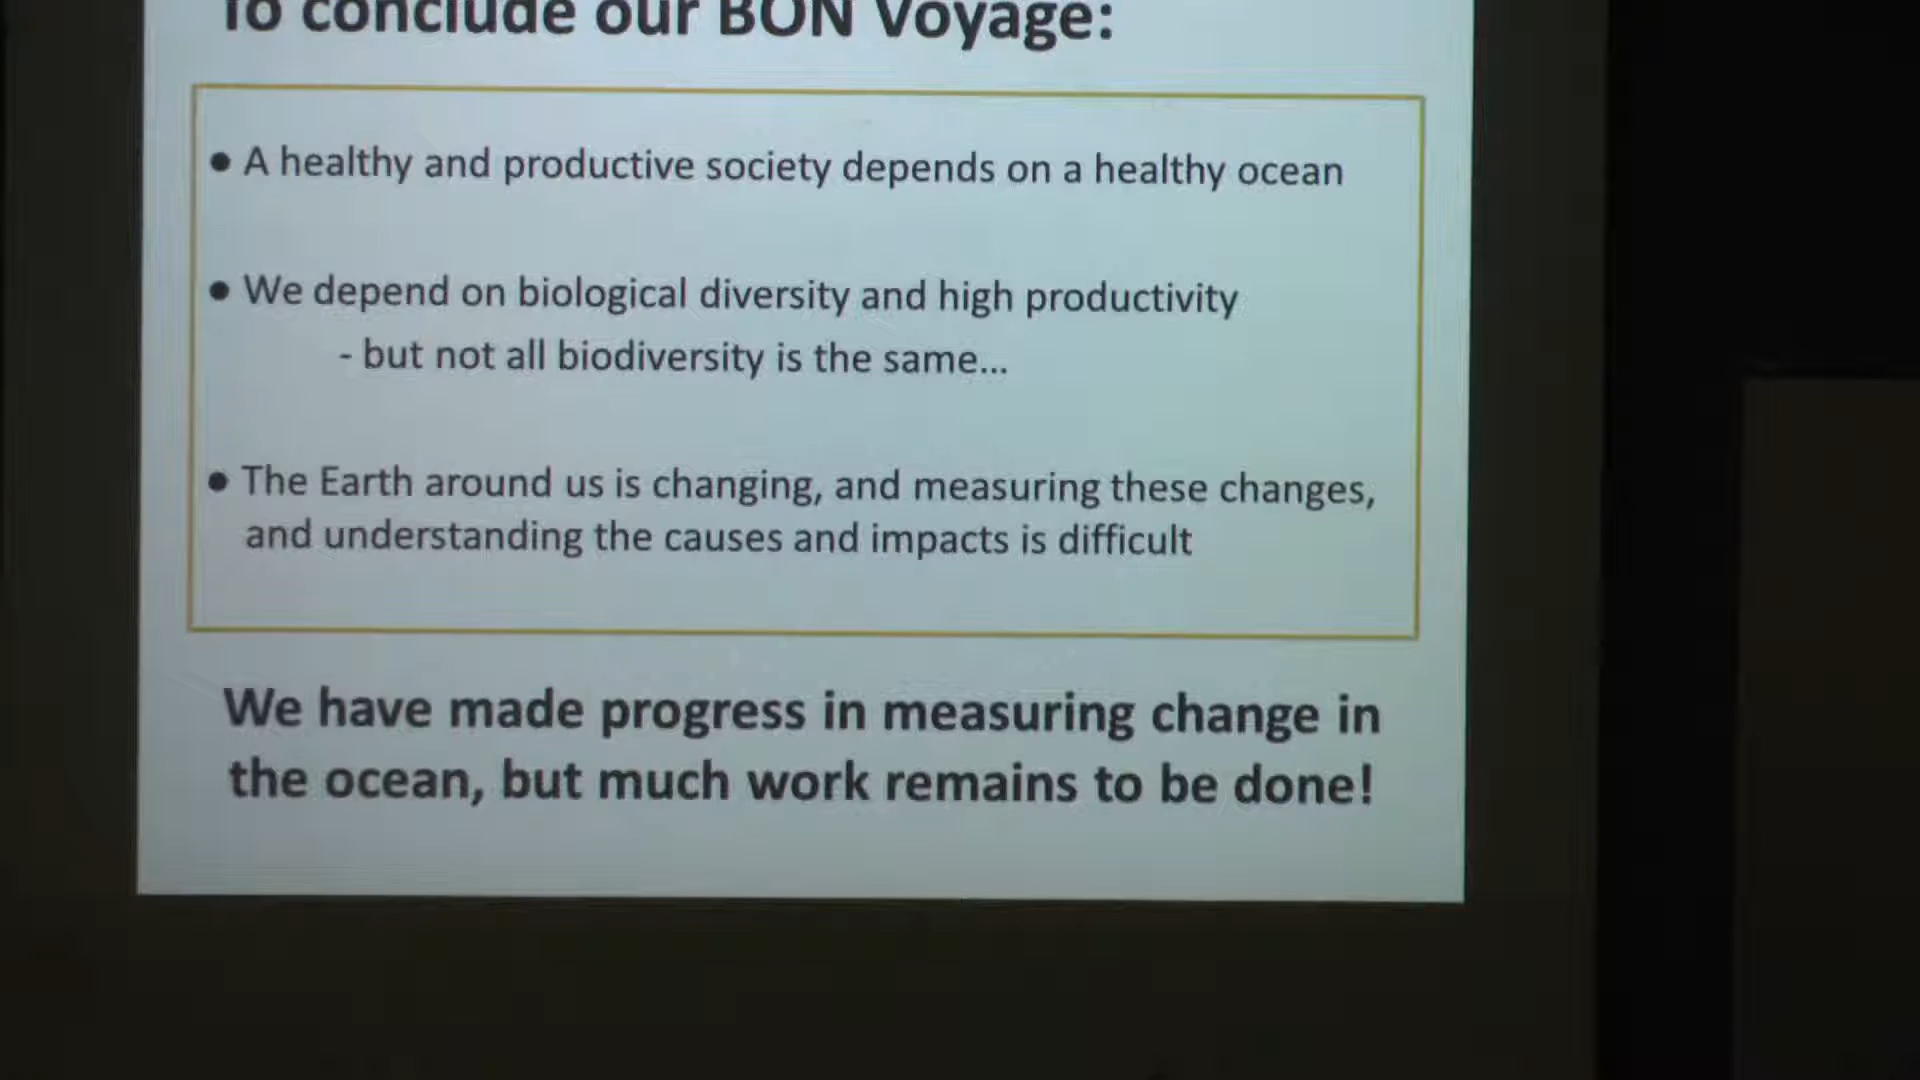 To conclude our BON Voyage:
● A healthy and productive society depends on a healthy ocean
● We depend on biological diversity and high productivity
- but not all biodiversity is the same...
● The Earth around us is changing, and measuring these changes,
and understanding the causes and impacts is difficult
We have made progress in measuring change in
the ocean, but much work remains to be done!